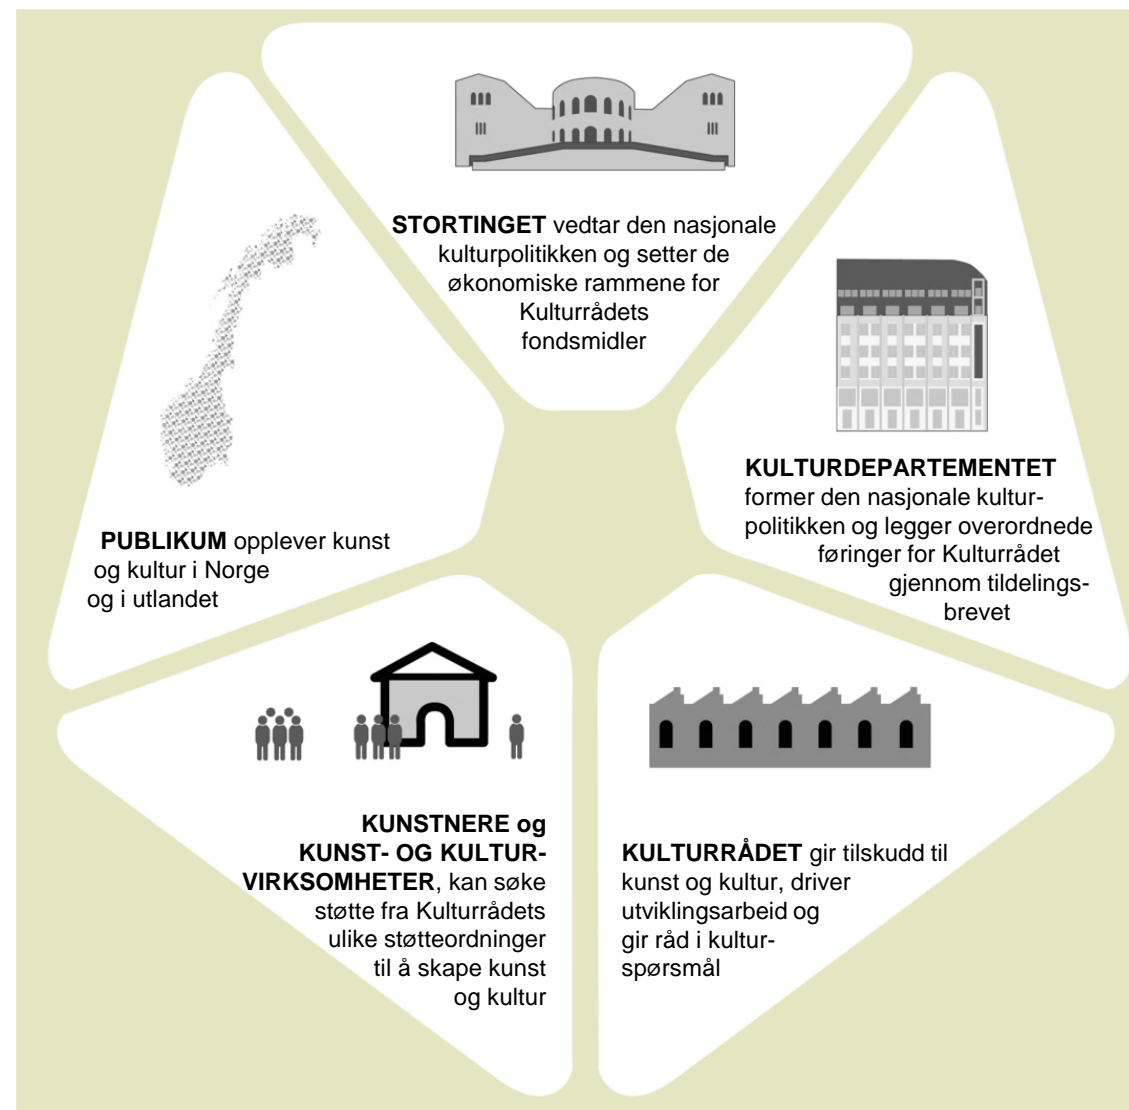 STORTINGET vedtar den nasjonale
kulturpolitikken og setter de
økonomiske rammene for
Kulturrådets
fondsmidler
KULTURDEPARTEMENTET
former den nasjonale kultur-
politikken og legger overordnede
føringer for Kulturrådet
gjennom tildelings-
brevet
PUBLIKUM opplever kunst
og kultur i Norge
og i utlandet
KUNSTNERE og
KUNST- OG KULTUR-
VIRKSOMHETER, kan søke
støtte fra Kulturrådets
ulike støtteordninger
til å skape kunst
og kultur
KULTURRÅDET gir tilskudd til
kunst og kultur, driver
utviklingsarbeid og
gir råd i kultur-
spørsmål